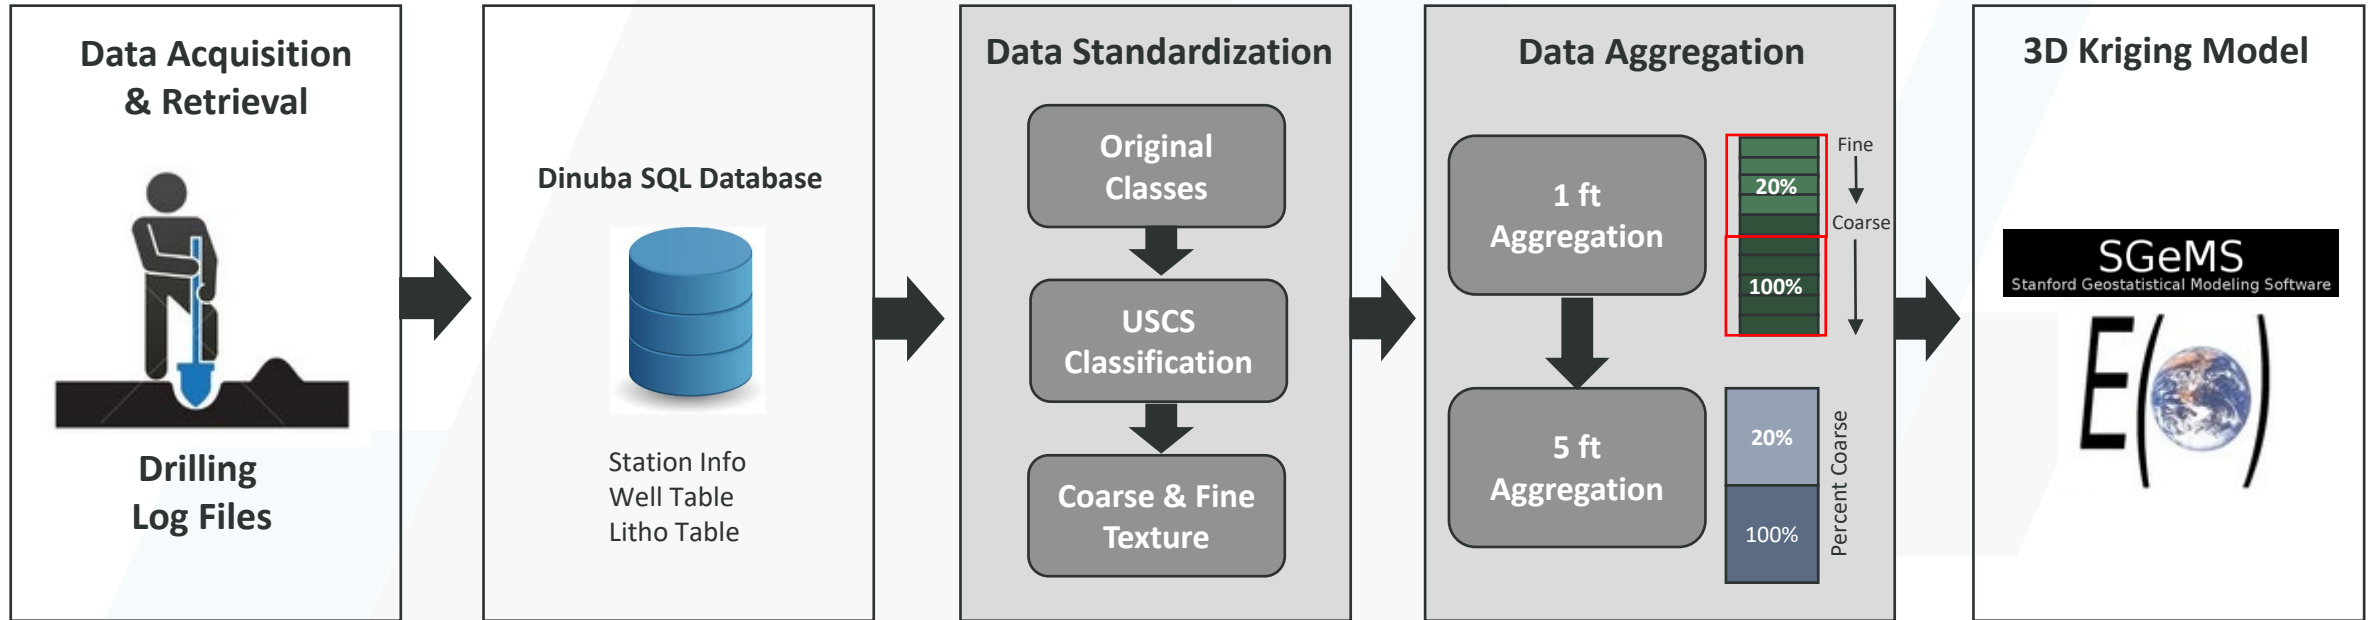 Data Acquisition
& Retrieval
Drilling
Log Files
Dinuba SQL Database
Station Info
Well Table
Litho Table
Data Standardization
Original
Classes
USCS
Classification
Coarse & Fine
Texture
Data Aggregation
1 ft
Aggregation
20%
100%
Fine
Coarse
5 ft
Aggregation
20%
100%
Percent Coarse
3D Kriging Model
SGeMS
Stanford Geostatistical Modeling Software
E( )